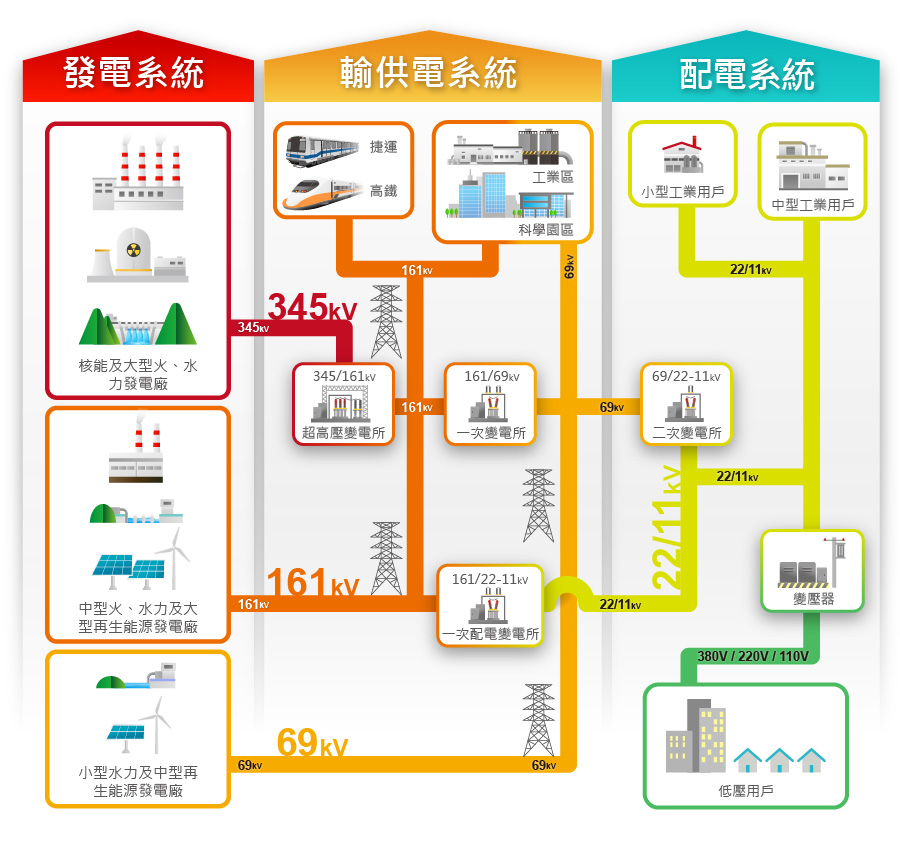 發電系統
輸供電系統
配電系統
捷運
高鐵
工業區
科學園區
小型工業用戶
中型工業用戶
161kV
69kV
22/11kV
345kV
345kV
核能及大型火、水
力發電廠
345/161kV
超高壓變電所
161kV
161/69kV
一次變電所
69kV
69/22-11kV
二次變電所
22/11kV
22/11kV
中型火、水力及大
型再生能源發電廠
161kV
161kV
161/22-11kV
一次配電變電所
22/11kV
變壓器
380V / 220V / 110V
小型水力及中型再
生能源發電廠
69kV
69kV
69kV
低壓用戶